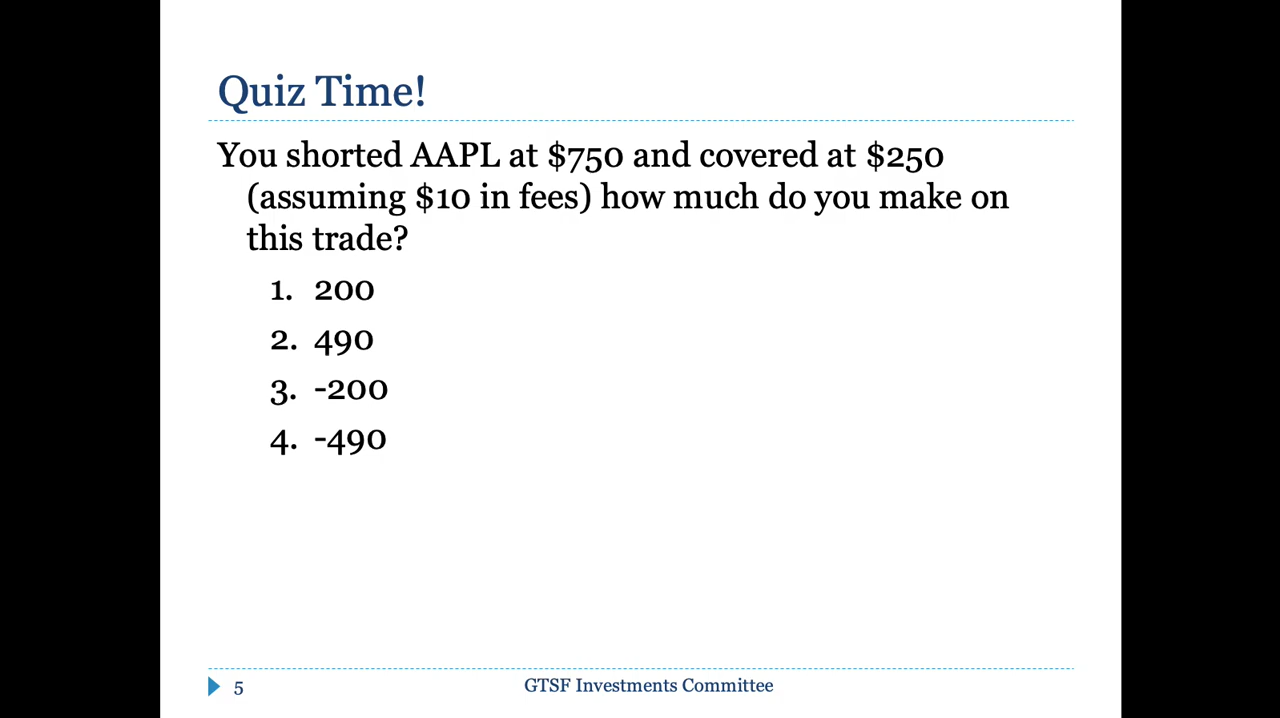 Quiz Time!
You shorted AAPL at $750 and covered at $250
(assuming $10 in fees) how much do you make on
this trade?
1. 200
2. 490
3. -200
4. -490
5
GTSF Investments Committee